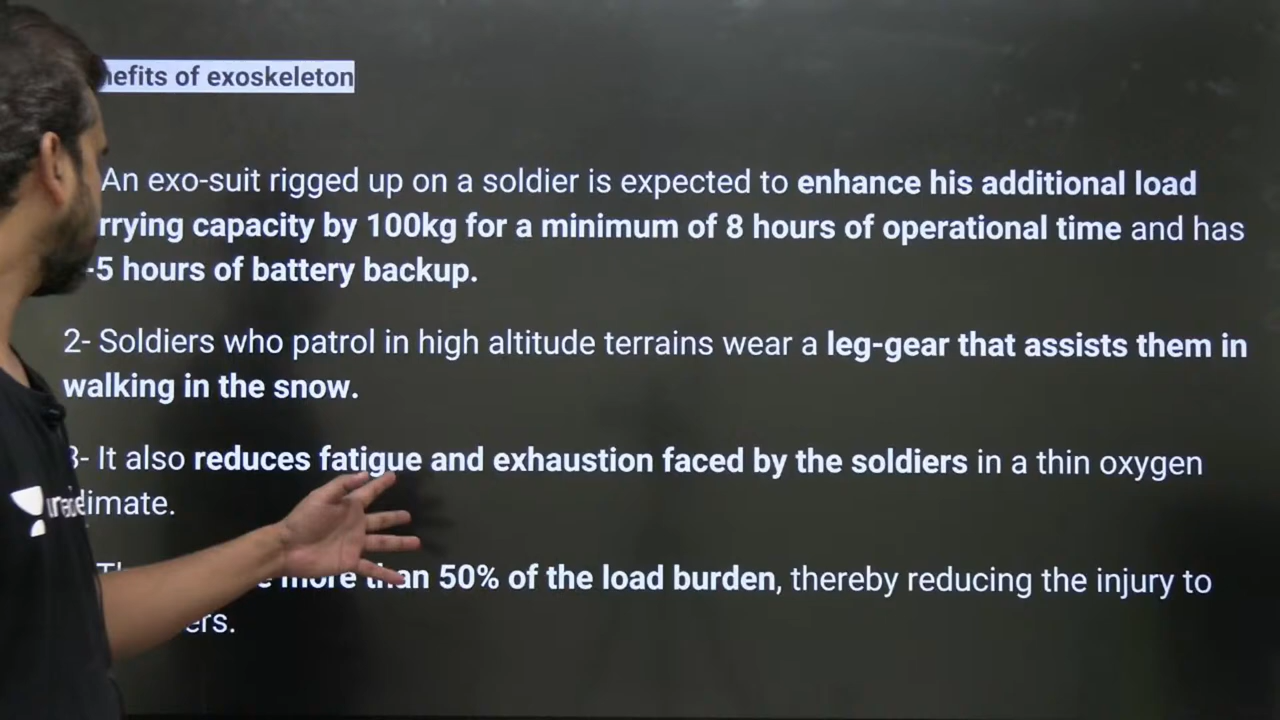 nefits of exoskeleton
An exo-suit rigged up on a soldier is expected to enhance his additional load
rrying capacity by 100kg for a minimum of 8 hours of operational time and has
-5 hours of battery backup.
2- Soldiers who patrol in high altitude terrains wear a leg-gear that assists them in
walking in the snow.
3- It also reduces fatigue and exhaustion faced by the soldiers in a thin oxygen
limate.
more than 50% of the load burden, thereby reducing the injury to
ers.